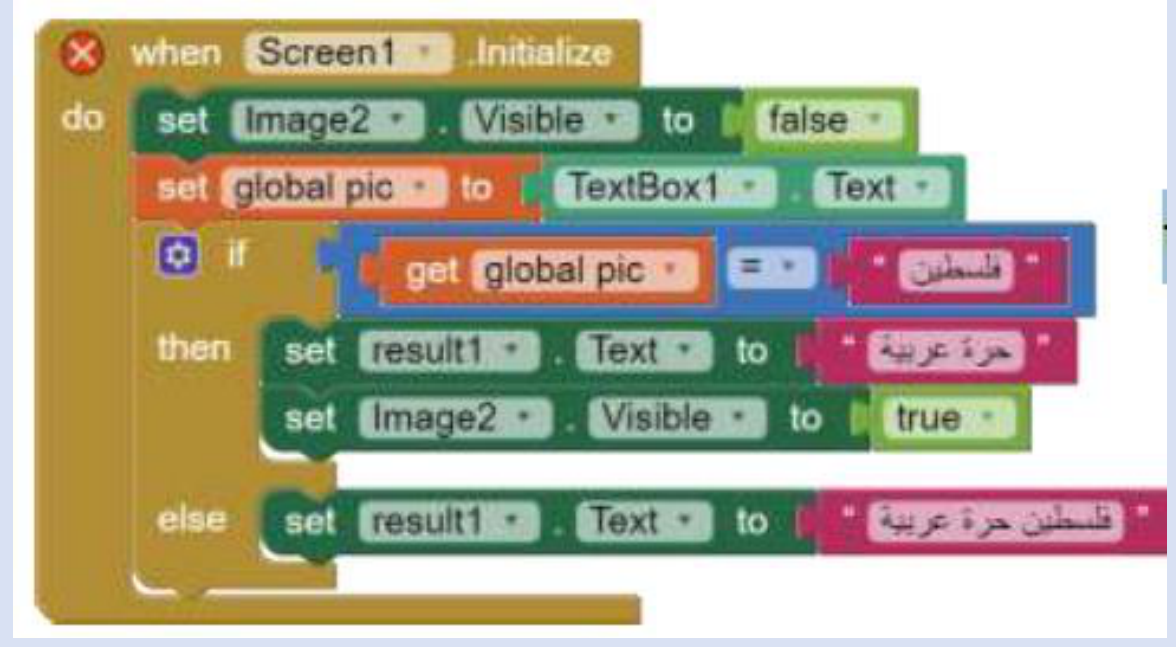 when Screen1 .Initialize
do set Image2 . Visible to false
set global pic to TextBox1 . Text
if get global pic = " فلسطين "
then set result1 . Text to " حرة عربية "
set Image2 . Visible to true
else set result1 . Text to " فلسطين حرة عربية "